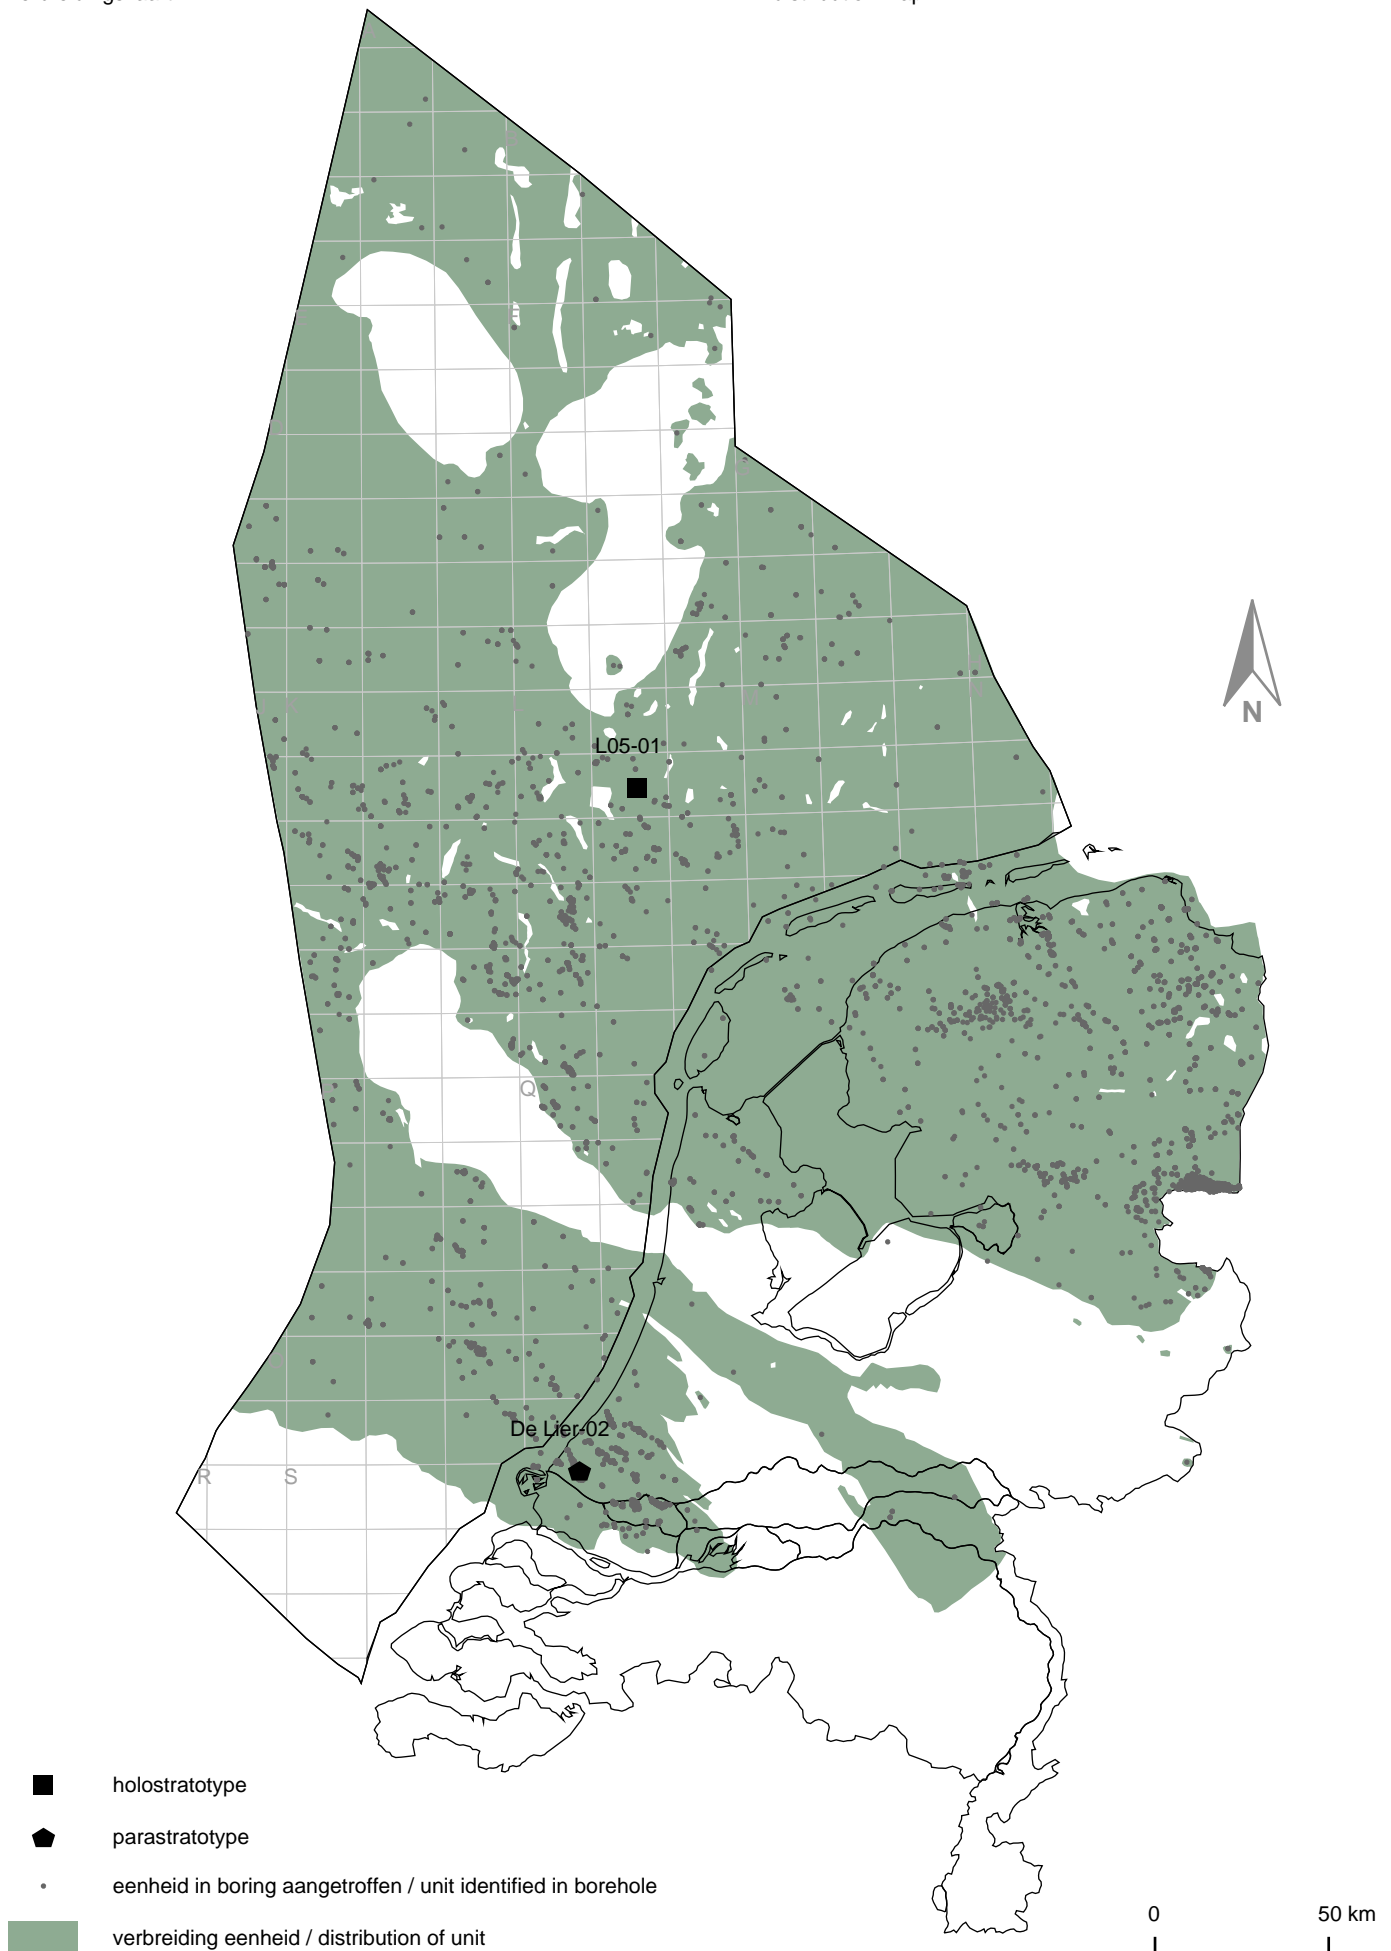 L05-01
N
Q
De Lier-02
R S
holostratotype
parastratotype
eenheid in boring aangetroffen / unit identified in borehole
verbreiding eenheid / distribution of unit
0 50 km